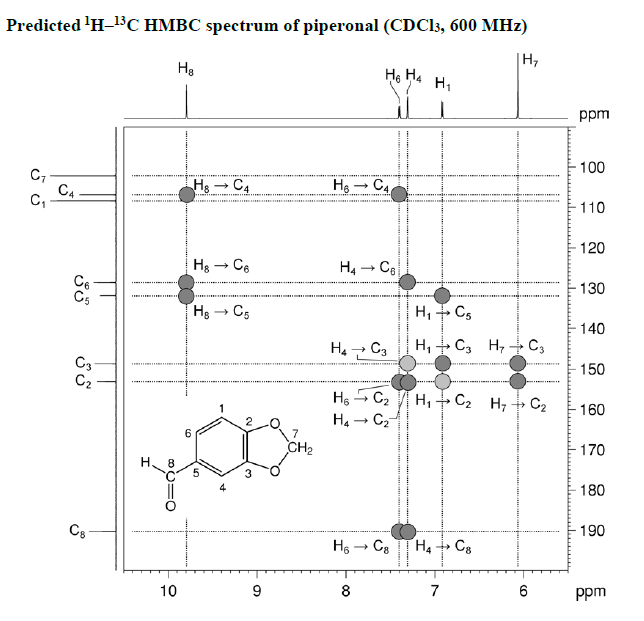 Predicted ¹H–¹³C HMBC spectrum of piperonal (CDCl₃, 600 MHz)
H₈ H₆ H₄ H₁ H₇
ppm
C₇
C₄
C₁
C₆
C₅
C₃
C₂
C₈
H₈ → C₄ H₆ → C₄
H₈ → C₆ H₄ → C₆
H₈ → C₅ H₁ → C₅
H₄ → C₃ H₁ → C₃ H₇ → C₃
H₆ → C₂ H₁ → C₂ H₇ → C₂
H₄ → C₂
H₆ → C₈ H₄ → C₈
1
6 2 O 7
CH₂
H 8 5 3 O
C 4
O
100
110
120
130
140
150
160
170
180
190
10 9 8 7 6 ppm